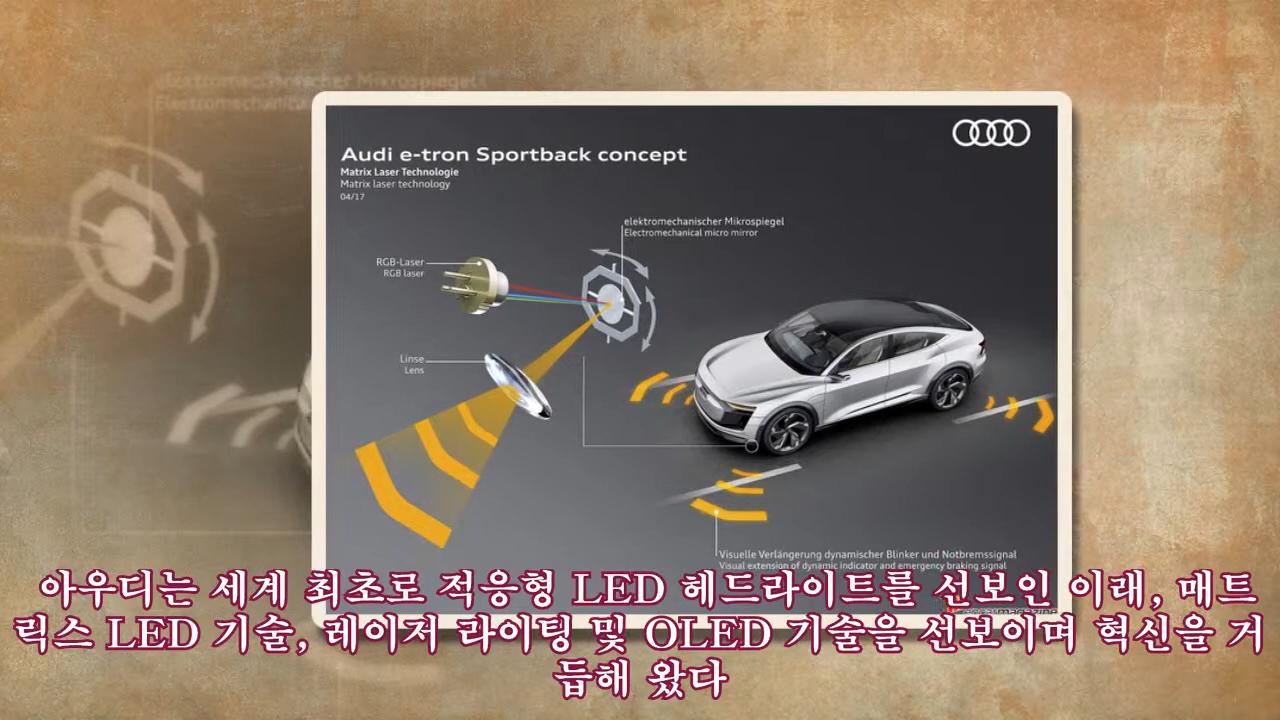 Audi e-tron Sportback concept
Matrix Laser Technologie
Matrix laser technology
04/17
elektromechanischer Mikrospiegel
Electromechanical micro mirror
RGB-Laser
RGB laser
Linse
Lens
Visuelle Verlängerung dynamischer Blinker und Notbremssignal
Visual extension of dynamic indicator and emergency braking signal
아우디는 세계 최초로 적응형 LED 헤드라이트를 선보인 이래, 매트
릭스 LED 기술, 레이저 라이팅 및 OLED 기술을 선보이며 혁신을 거
듭해 왔다